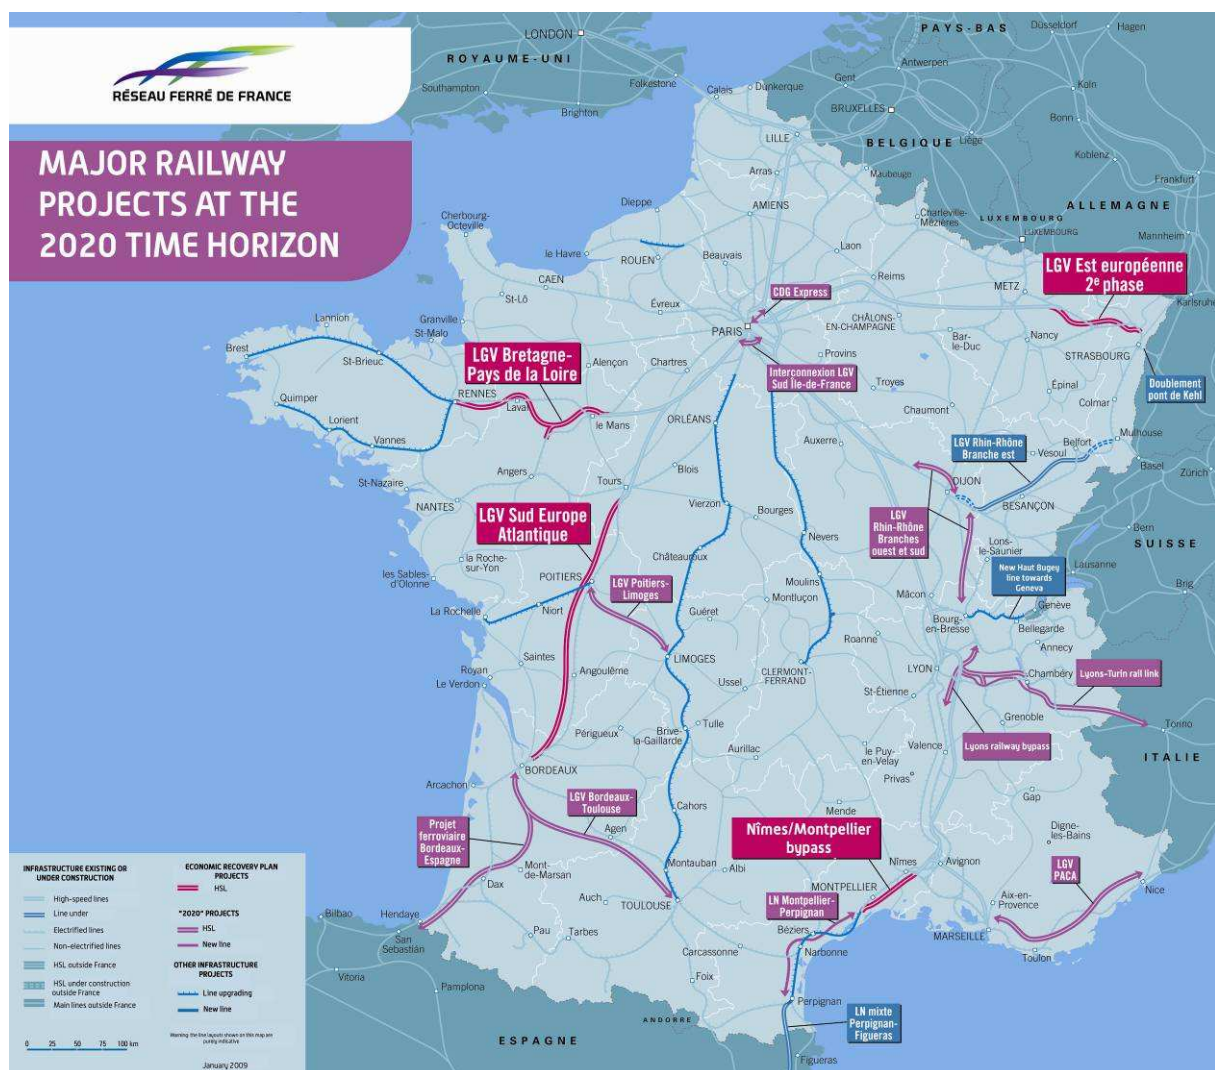 RÉSEAU FERRÉ DE FRANCE
MAJOR RAILWAY
PROJECTS AT THE
2020 TIME HORIZON
LONDON
ROYAUME-UNI
Southampton
Brighton
Folkestone
Calais
Dunkerque
PAYS-BAS
Düsseldorf
Hagen
Antwerpen
Gent
BRUXELLES
Koln
Bonn
BELGIQUE
Liège
LILLE
Koblenz
Arras
Maubeuge
Frankfurt
Dieppe
AMIENS
Charleville-
Mézières
LUXEMBOURG
LUXEMBOURG
ALLEMAGNE
Mannheim
Cherbourg-
Octeville
le Havre
ROUEN
Beauvais
Laon
Reims
METZ
LGV Est européenne
2e phase
Karlsruhe
CAEN
St-Lô
Évreux
CDG Express
PARIS
CHÂLONS-
EN-CHAMPAGNE
Bar-
le-Duc
Nancy
STRASBOURG
Lannion
Granville
St-Malo
Brest
St-Brieuc
LGV Bretagne-
Pays de la Loire
Alençon
Chartres
Provins
Interconnexion LGV
Sud Île-de-France
Troyes
Épinal
Doublement
pont de Kehl
Quimper
RENNES
Laval
le Mans
Colmar
Lorient
Vannes
ORLÉANS
Chaumont
Auxerre
Mulhouse
LGV Rhin-Rhône
Branche est
Vesoul
Belfort
Basel
Zürich
Angers
St-Nazaire
Tours
Blois
DIJON
BESANÇON
NANTES
Vierzon
Bourges
LGV Sud Europe
Atlantique
LGV
Rhin-Rhône
Branches
ouest et sud
Nevers
Bern
SUISSE
Lons-
le-Saunier
Châteauroux
la Roche-
sur-Yon
les Sables-
d'Olonne
POITIERS
LGV Poitiers-
Limoges
Moulins
Montluçon
New Haut Bugey
line towards
Geneva
Lausanne
Brig
Mâcon
Genève
La Rochelle
Niort
Guéret
Bourg-
en-Bresse
Bellegarde
Roanne
Annecy
Saintes
LIMOGES
CLERMONT-
FERRAND
LYON
Chambéry
Lyons-Turin rail link
Royan
Le Verdon
Angoulême
Ussel
St-Étienne
Grenoble
Torino
Périgueux
Brive-
la-Gaillarde
Tulle
Aurillac
le Puy-
en-Velay
Valence
Lyons railway bypass
ITALIE
BORDEAUX
Arcachon
Privas
Gap
LGV Bordeaux-
Toulouse
Cahors
Mende
Agen
Projet
ferroviaire
Bordeaux-
Espagne
Nîmes/Montpellier
bypass
Digne-
les-Bains
Mont-
de-Marsan
Dax
Montauban
Albi
Nîmes
Avignon
LGV
PACA
Nice
MONTPELLIER
Auch
TOULOUSE
LN Montpellier-
Perpignan
Aix-en-
Provence
Bilbao
Hendaye
San
Sebastián
Pau
Tarbes
Béziers
MARSEILLE
Toulon
Carcassonne
Narbonne
Foix
Vitoria
Pamplona
Perpignan
LN mixte
Perpignan-
Figueras
ANDORRE
ESPAGNE
Figueras
INFRASTRUCTURE EXISTING OR
UNDER CONSTRUCTION
High-speed lines
Line under
Electrified lines
Non-electrified lines
HSL outside France
HSL under construction
outside France
Main lines outside France
0 25 50 75 100 km
ECONOMIC RECOVERY PLAN
PROJECTS
HSL
"2020" PROJECTS
HSL
New line
OTHER INFRASTRUCTURE
PROJECTS
Line upgrading
New line
Warning: the line layouts shown on this map are
purely indicative
January 2009